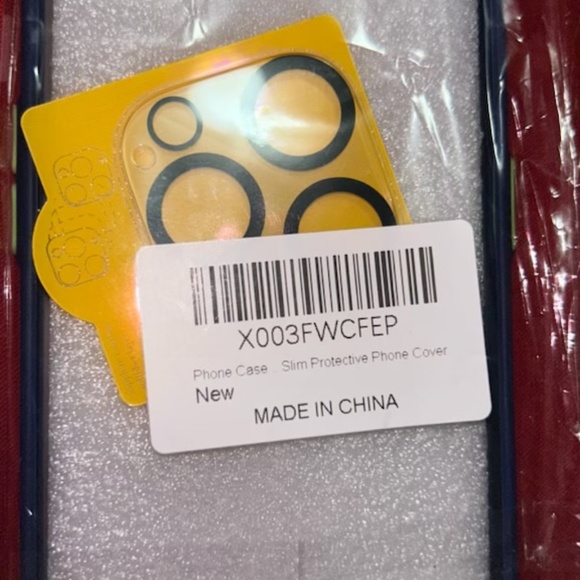 X003FWCFEP
Phone Case . Slim Protective Phone Cover
New
MADE IN CHINA